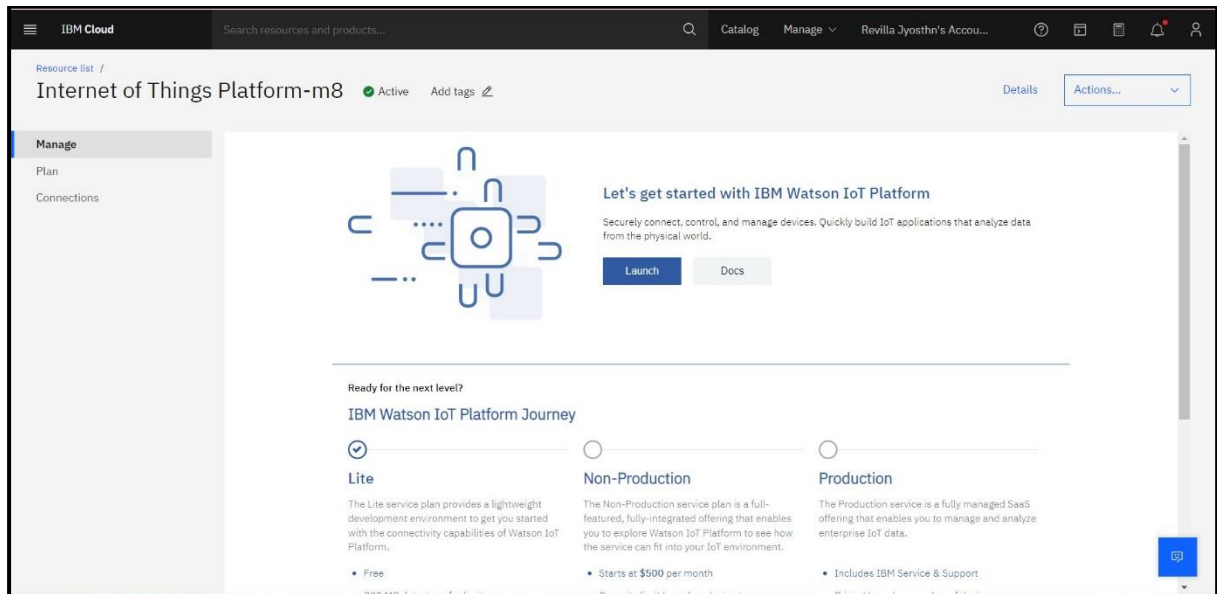 IBM Cloud
Search resources and products...
Catalog
Manage
Revilla Jyosthn's Accou...
Resource list /
Internet of Things Platform-m8
Active
Add tags
Details
Actions...
Manage
Plan
Connections
Let's get started with IBM Watson IoT Platform
Securely connect, control, and manage devices. Quickly build IoT applications that analyze data
from the physical world.
Launch
Docs
Ready for the next level?
IBM Watson IoT Platform Journey
Lite
The Lite service plan provides a lightweight
development environment to get you started
with the connectivity capabilities of Watson IoT
Platform.
• Free
Non-Production
The Non-Production service plan is a full-
featured, fully-integrated offering that enables
you to explore Watson IoT Platform to see how
the service can fit into your IoT environment.
• Starts at $500 per month
Production
The Production service is a fully managed SaaS
offering that enables you to manage and analyze
enterprise IoT data.
• Includes IBM Service & Support